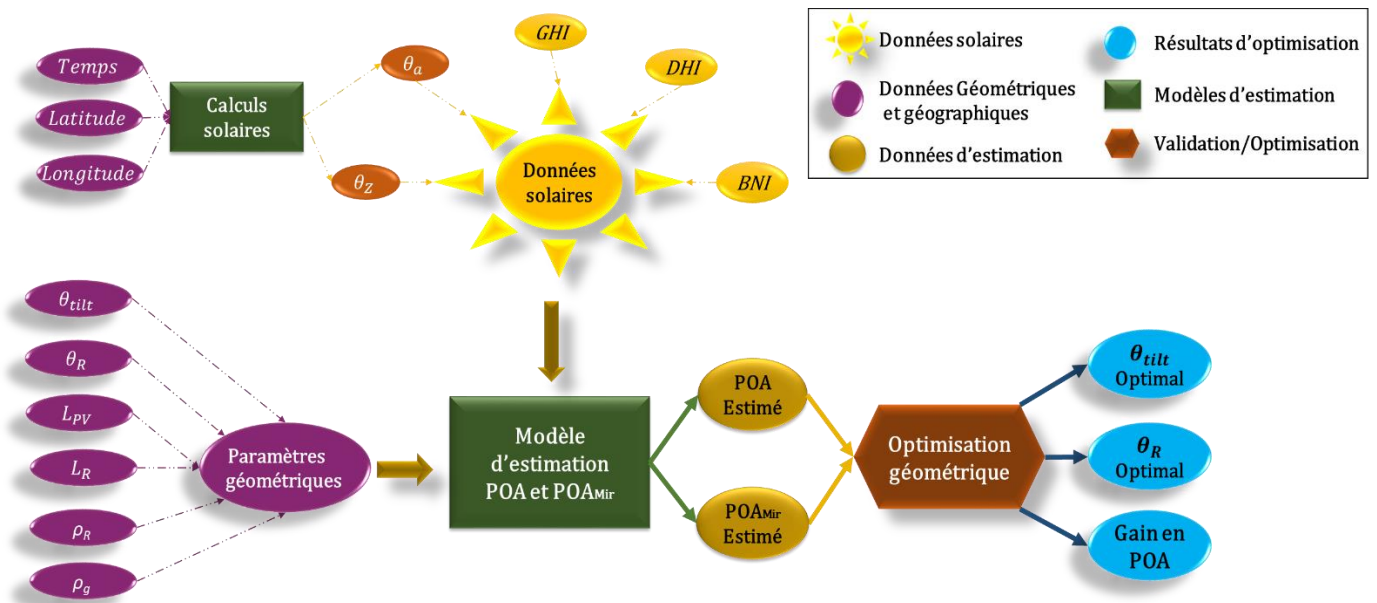 Temps
Latitude
Longitude
Calculs
solaires
θa
θZ
GHI
DHI
BNI
Données
solaires
Données solaires
Données Géométriques
et géographiques
Données d'estimation
Résultats d'optimisation
Modèles d'estimation
Validation/Optimisation
θtilt
θR
LPV
LR
ρR
ρg
Paramètres
géométriques
Modèle
d'estimation
POA et POAMir
POA
Estimé
POAMir
Estimé
Optimisation
géométrique
θtilt
Optimal
θR
Optimal
Gain en
POA